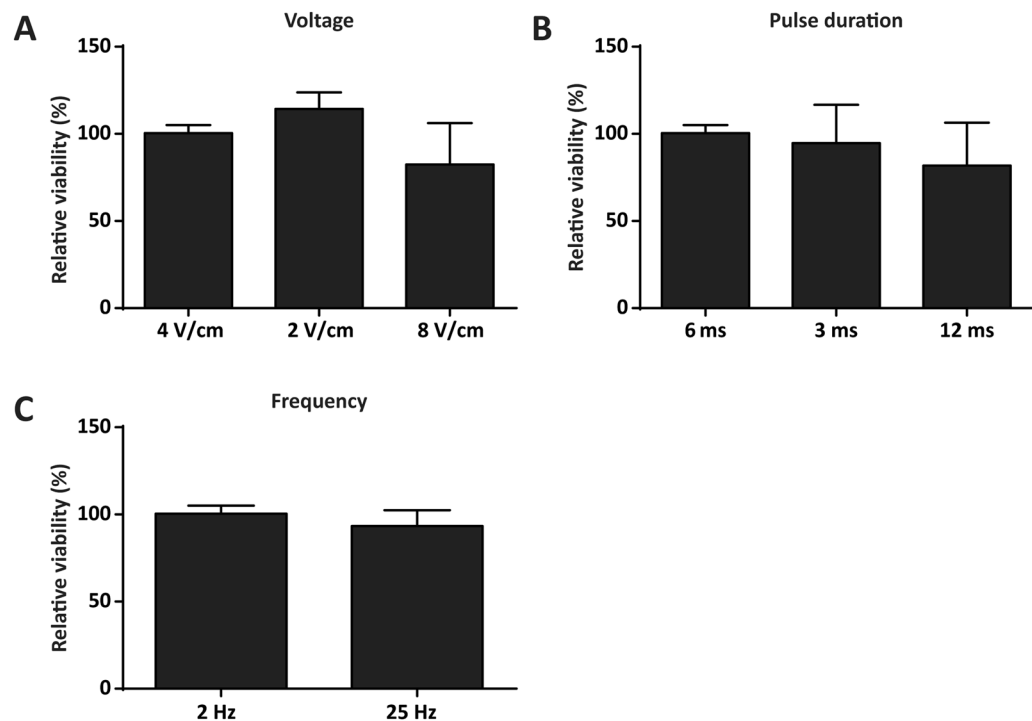 A
Voltage
Relative viability (%)
150
100
50
0
4 V/cm 2 V/cm 8 V/cm
B
Pulse duration
Relative viability (%)
150
100
50
0
6 ms 3 ms 12 ms
C
Frequency
Relative viability (%)
150
100
50
0
2 Hz 25 Hz